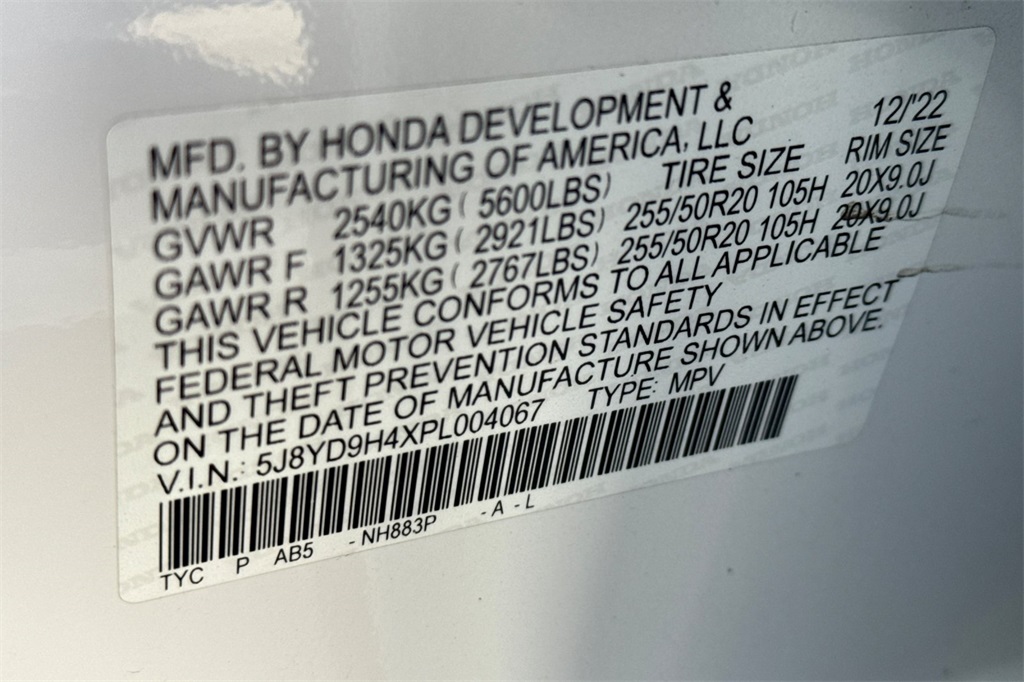 MFD. BY HONDA DEVELOPMENT & 12/'22
MANUFACTURING OF AMERICA, LLC
TIRE SIZE RIM SIZE
GVWR 2540KG ( 5600LBS)
GAWR F 1325KG ( 2921LBS) 255/50R20 105H 20X9.0J
GAWR R 1255KG ( 2767LBS) 255/50R20 105H 20X9.0J
THIS VEHICLE CONFORMS TO ALL APPLICABLE
FEDERAL MOTOR VEHICLE SAFETY
AND THEFT PREVENTION STANDARDS IN EFFECT
ON THE DATE OF MANUFACTURE SHOWN ABOVE.
V.I.N.: 5J8YD9H4XPL004067 TYPE: MPV
TYC P AB5 -NH883P -A -L